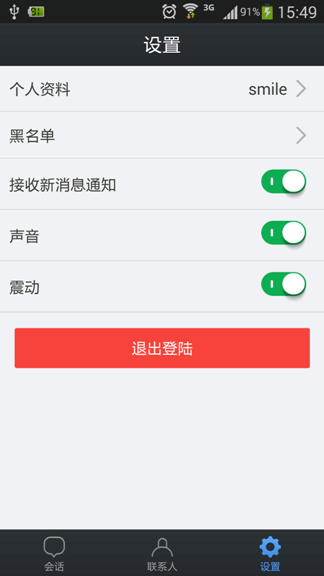 3G 91% 15:49
设置
个人资料 smile
黑名单
接收新消息通知
声音
震动
退出登陆
会话 联系人 设置